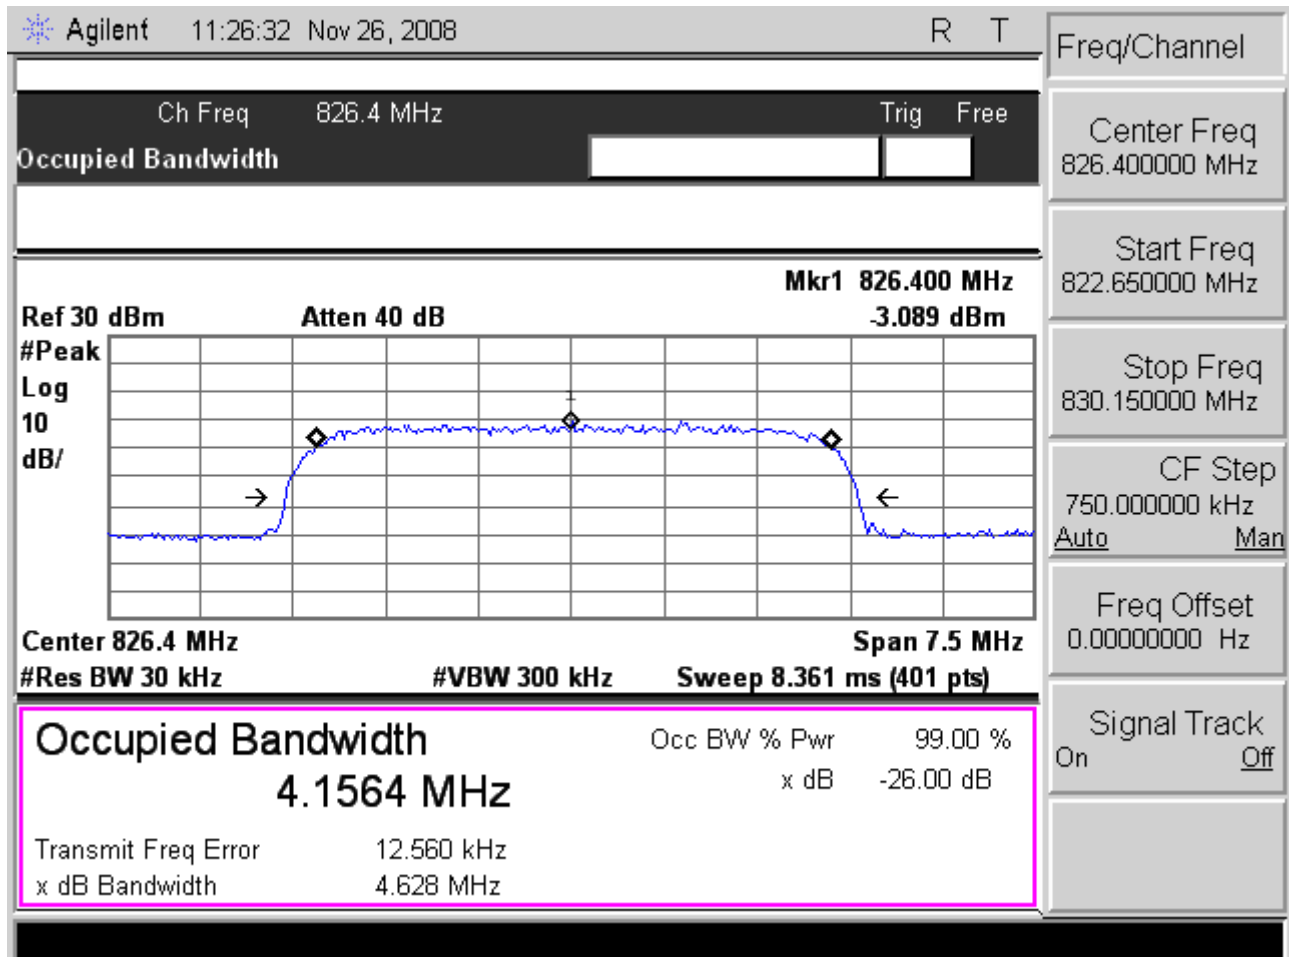 Agilent 11:26:32 Nov 26, 2008 R T
Freq/Channel
Ch Freq 826.4 MHz Trig Free
Occupied Bandwidth
Center Freq
826.400000 MHz
Start Freq
822.650000 MHz
Stop Freq
830.150000 MHz
CF Step
750.000000 kHz
Auto Man
Freq Offset
0.00000000 Hz
Signal Track
On Off
Mkr1 826.400 MHz
Ref 30 dBm Atten 40 dB -3.089 dBm
#Peak
Log
10
dB/
1
Center 826.4 MHz Span 7.5 MHz
#Res BW 30 kHz #VBW 300 kHz Sweep 8.361 ms (401 pts)
Occupied Bandwidth
4.1564 MHz
Occ BW % Pwr 99.00 %
x dB -26.00 dB
Transmit Freq Error 12.560 kHz
x dB Bandwidth 4.628 MHz